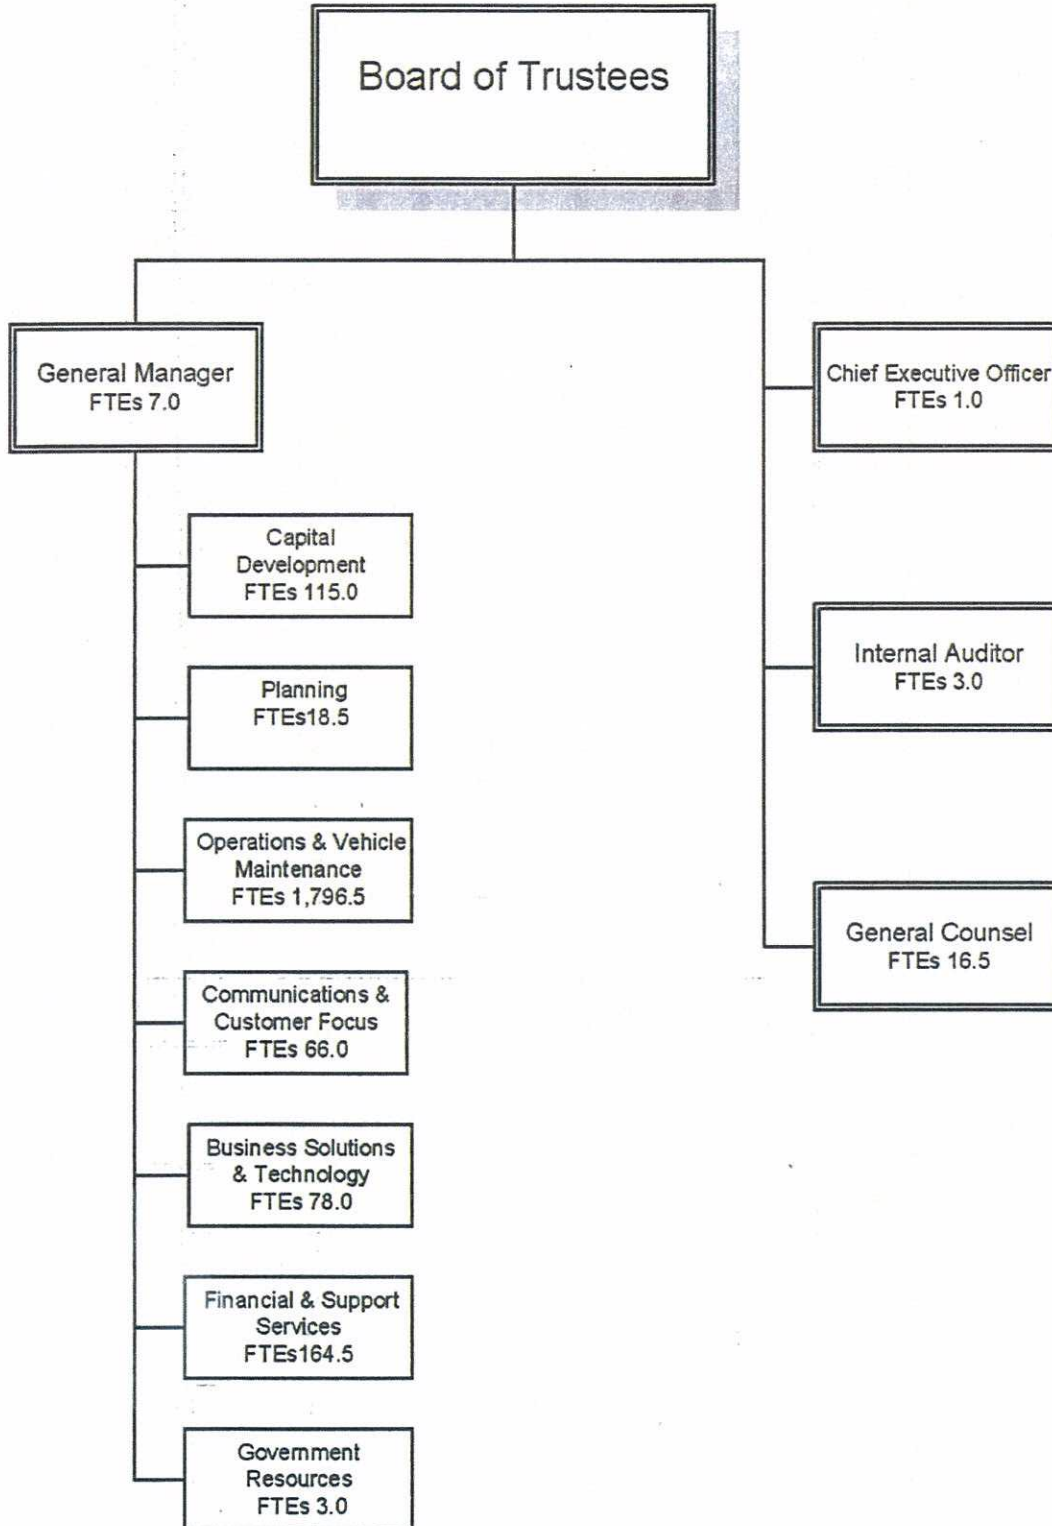 Board of Trustees
General Manager
FTEs 7.0
Chief Executive Officer
FTEs 1.0
Capital
Development
FTEs 115.0
Planning
FTEs18.5
Internal Auditor
FTEs 3.0
Operations & Vehicle
Maintenance
FTEs 1,796.5
General Counsel
FTEs 16.5
Communications &
Customer Focus
FTEs 66.0
Business Solutions
& Technology
FTEs 78.0
Financial & Support
Services
FTEs164.5
Government
Resources
FTEs 3.0